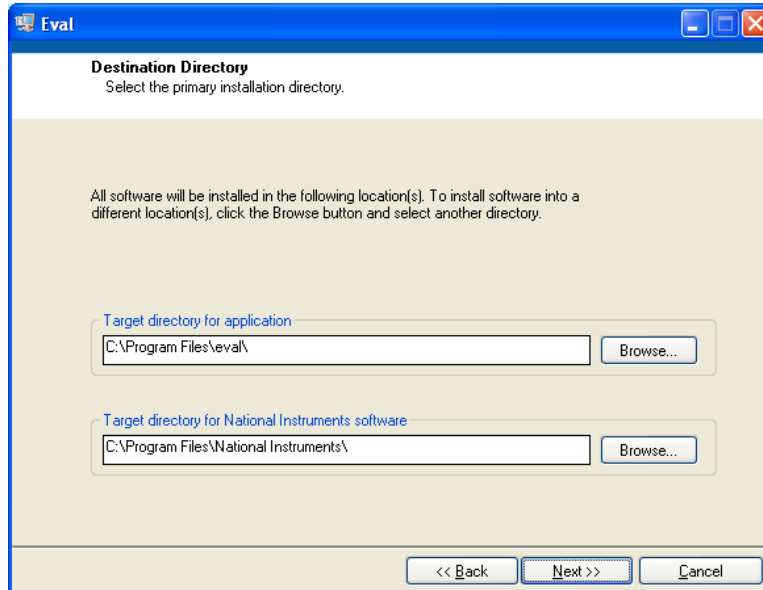 Eval
Destination Directory
Select the primary installation directory.
All software will be installed in the following location(s). To install software into a
different location(s), click the Browse button and select another directory.
Target directory for application
C:\Program Files\eval\
Browse...
Target directory for National Instruments software
C:\Program Files\National Instruments\
Browse...
<< Back
Next >>
Cancel